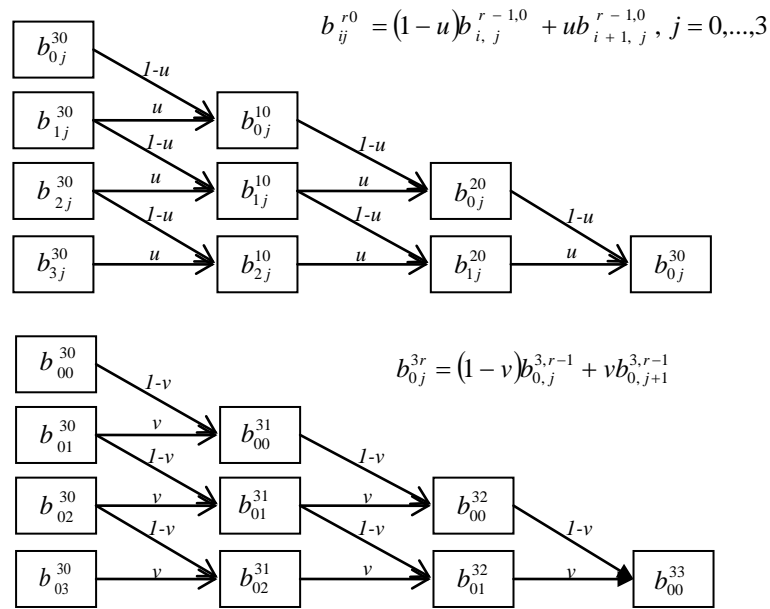 b_{ij}^{r0} = (1-u)b_{i, j}^{r-1,0} + ub_{i+1, j}^{r-1,0} , j = 0,...,3
b_{0j}^{30}
1-u
b_{1j}^{30} u b_{0j}^{10}
1-u 1-u
b_{2j}^{30} u b_{1j}^{10} u b_{0j}^{20}
1-u 1-u 1-u
b_{3j}^{30} u b_{2j}^{10} u b_{1j}^{20} u b_{0j}^{30}
b_{00}^{30}
b_{0j}^{3r} = (1-v)b_{0,j}^{3,r-1} + vb_{0,j+1}^{3,r-1}
1-v
b_{01}^{30} v b_{00}^{31}
1-v 1-v
b_{02}^{30} v b_{01}^{31} v b_{00}^{32}
1-v 1-v 1-v
b_{03}^{30} v b_{02}^{31} v b_{01}^{32} v b_{00}^{33}